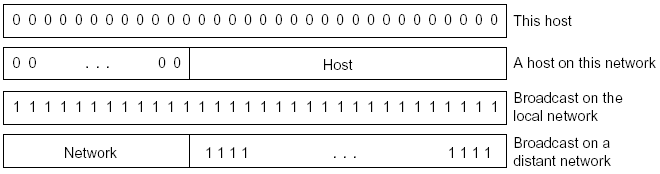 0 0 0 0 0 0 0 0 0 0 0 0 0 0 0 0 0 0 0 0 0 0 0 0 0 0 0 0 0 0 0 0 This host
0 0 . . . 0 0 Host A host on this network
1 1 1 1 1 1 1 1 1 1 1 1 1 1 1 1 1 1 1 1 1 1 1 1 1 1 1 1 1 1 1 1 Broadcast on the
local network
Network 1 1 1 1 . . . 1 1 1 1 Broadcast on a
distant network